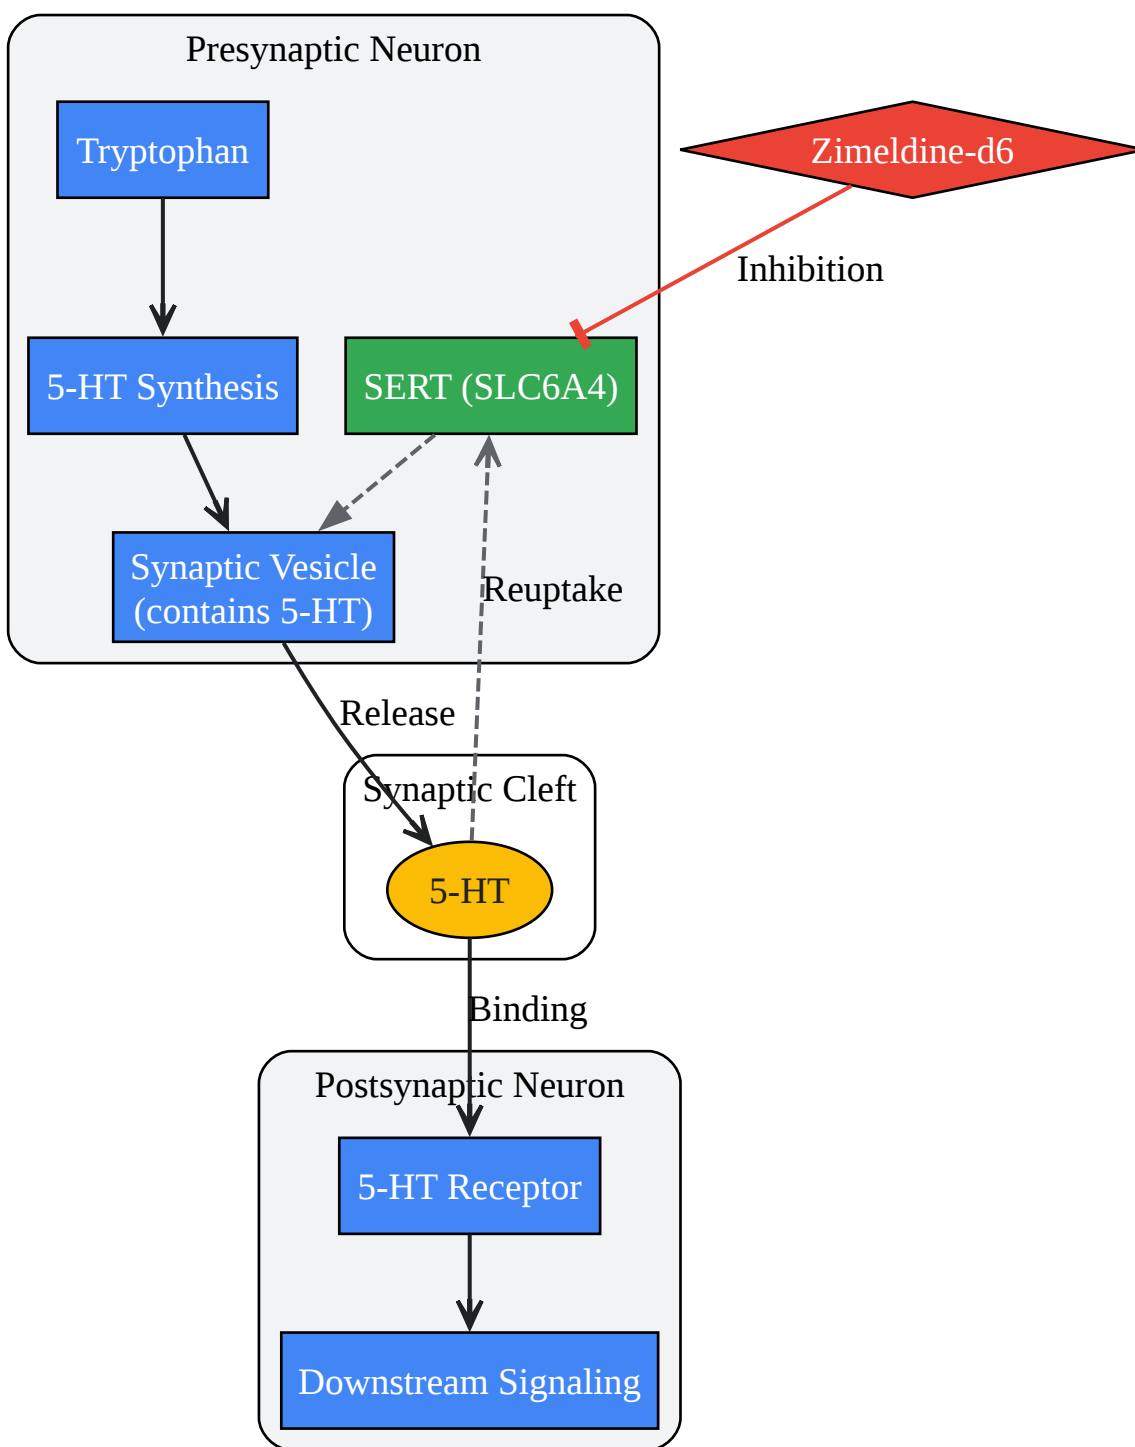 Presynaptic Neuron
Tryptophan
Zimeldine-d6
Inhibition
5-HT Synthesis
SERT (SLC6A4)
Synaptic Vesicle
(contains 5-HT)
Reuptake
Release
Synaptic Cleft
5-HT
Binding
Postsynaptic Neuron
5-HT Receptor
Downstream Signaling